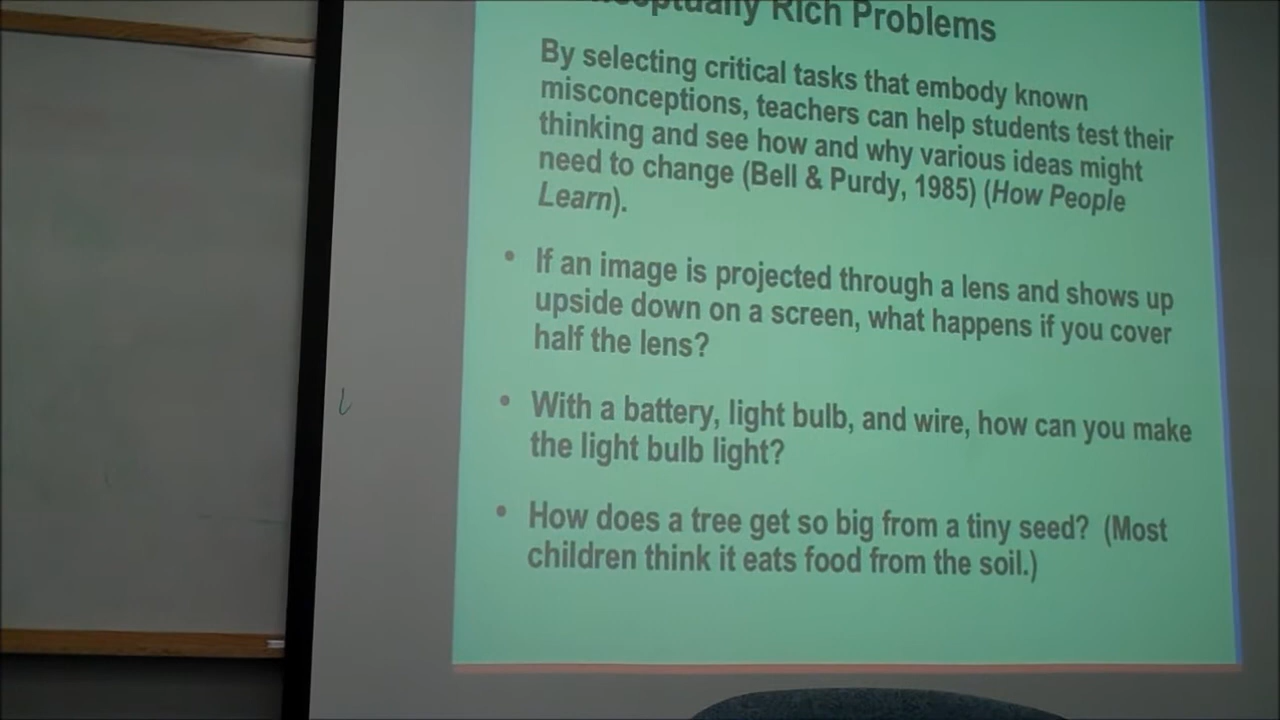 Rich Problems
By selecting critical tasks that embody known
misconceptions, teachers can help students test their
thinking and see how and why various ideas might
need to change (Bell & Purdy, 1985) (How People
Learn).
• If an image is projected through a lens and shows up
upside down on a screen, what happens if you cover
half the lens?
• With a battery, light bulb, and wire, how can you make
the light bulb light?
• How does a tree get so big from a tiny seed? (Most
children think it eats food from the soil.)